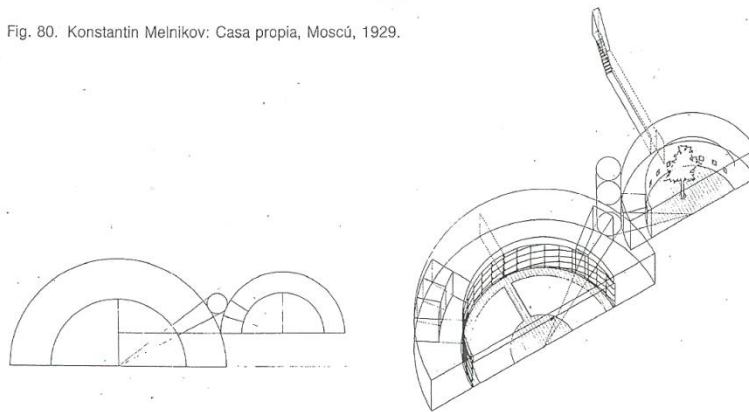 Fig. 80. Konstantin Melnikov: Casa propia, Moscú, 1929.